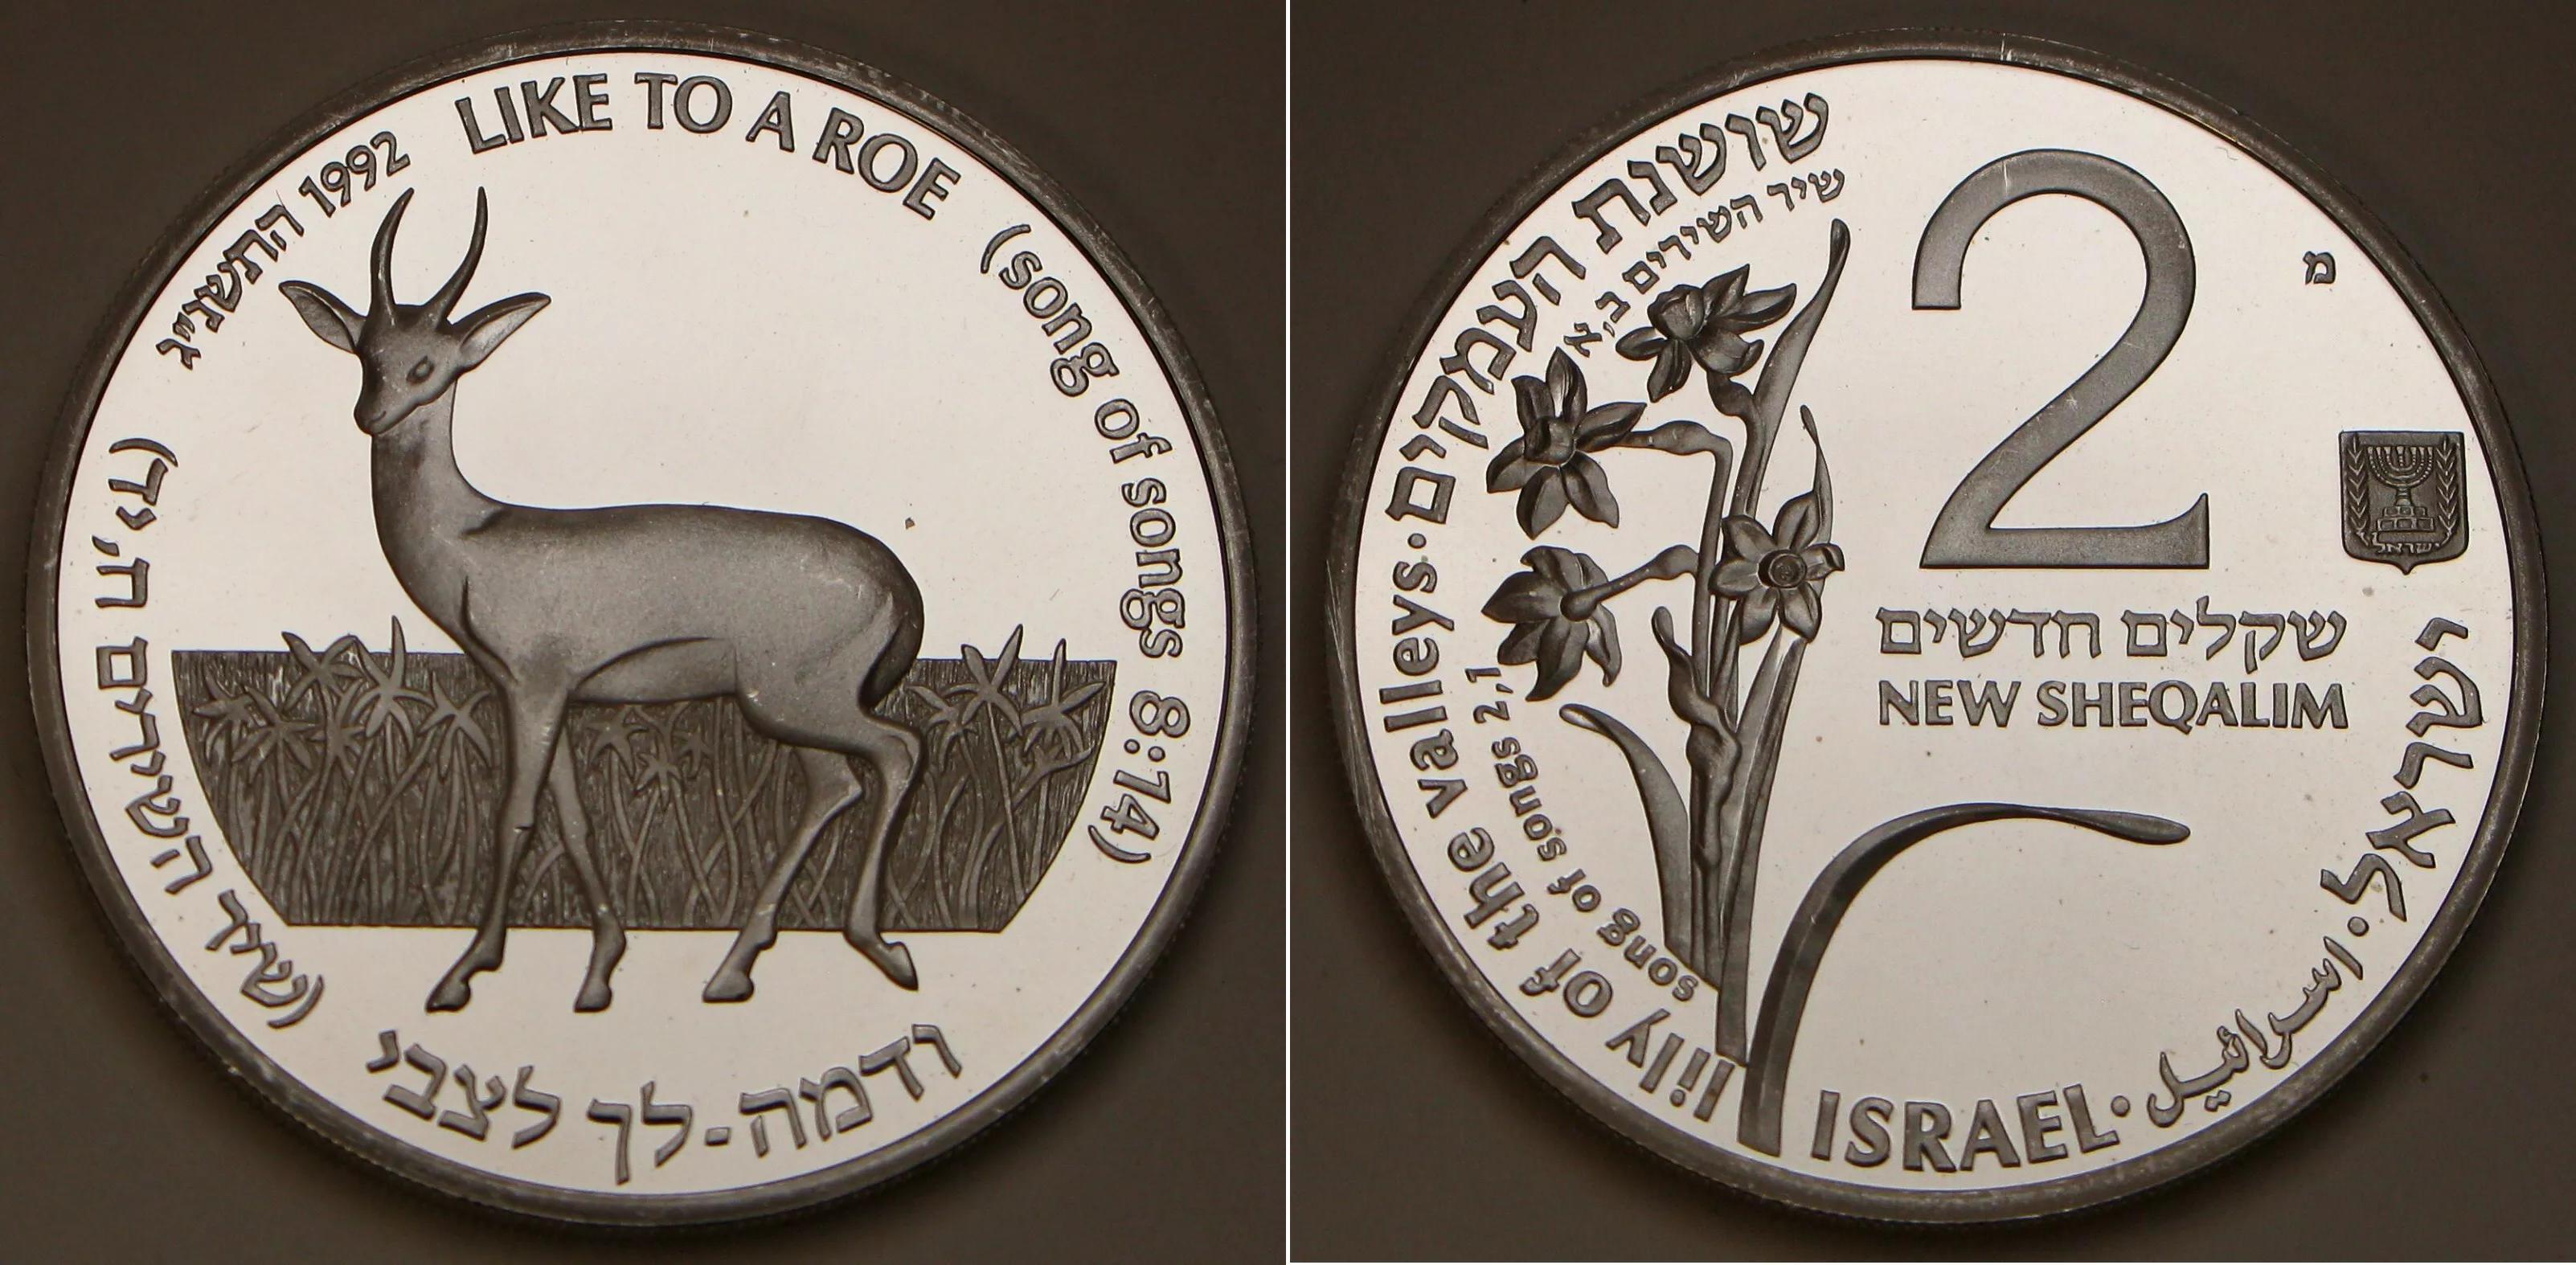 התשנ״ג 1992
LIKE TO A ROE
(song of songs 8:14)
ודמה-לך לצבי
(שיר השירים ח,יד)
שושנת העמקים
שיר השירים ב,א
lily of the valleys
song of songs 2,1
2
מ
שקלים חדשים
NEW SHEQALIM
ישראל
ישראל
اسرائيل
ISRAEL